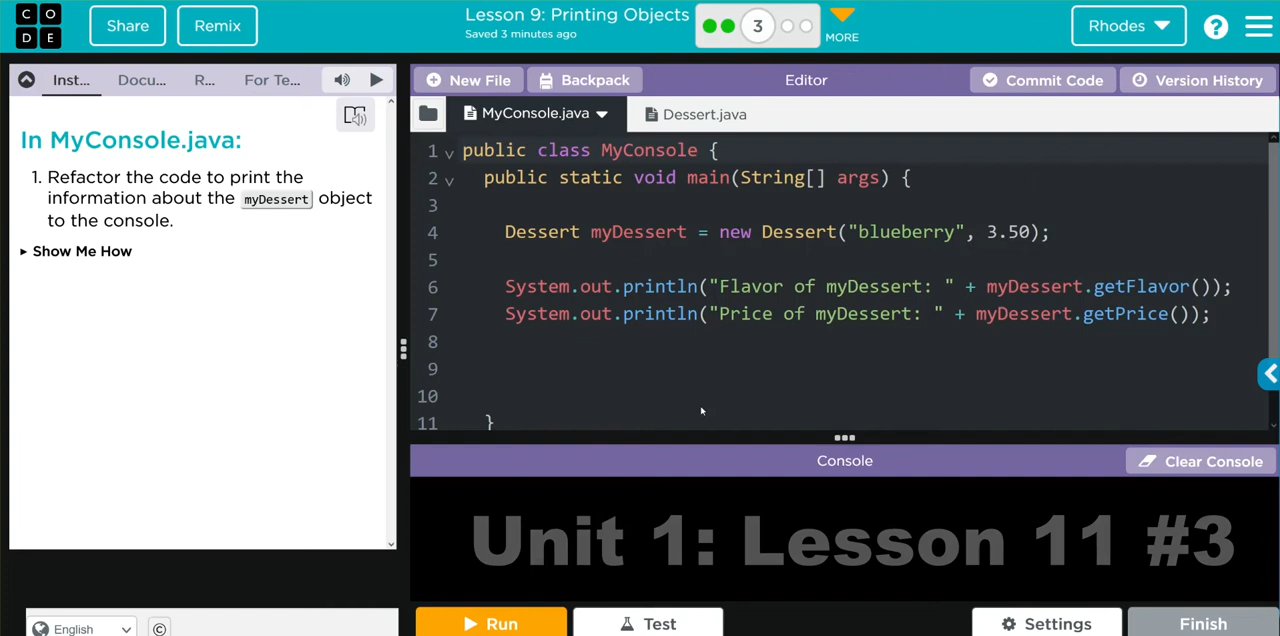 C O
D E
Share
Remix
Lesson 9: Printing Objects
Saved 3 minutes ago
3
MORE
Rhodes
?
Inst...
Docu...
R...
For Te...
New File
Backpack
Editor
Commit Code
Version History
MyConsole.java
Dessert.java
In MyConsole.java:
1. Refactor the code to print the
information about the myDessert object
to the console.
Show Me How
1 public class MyConsole {
2 public static void main(String[] args) {
3
4 Dessert myDessert = new Dessert("blueberry", 3.50);
5
6 System.out.println("Flavor of myDessert: " + myDessert.getFlavor());
7 System.out.println("Price of myDessert: " + myDessert.getPrice());
8
9
10
11 }
Console
Clear Console
Unit 1: Lesson 11 #3
English
©
Run
Test
Settings
Finish